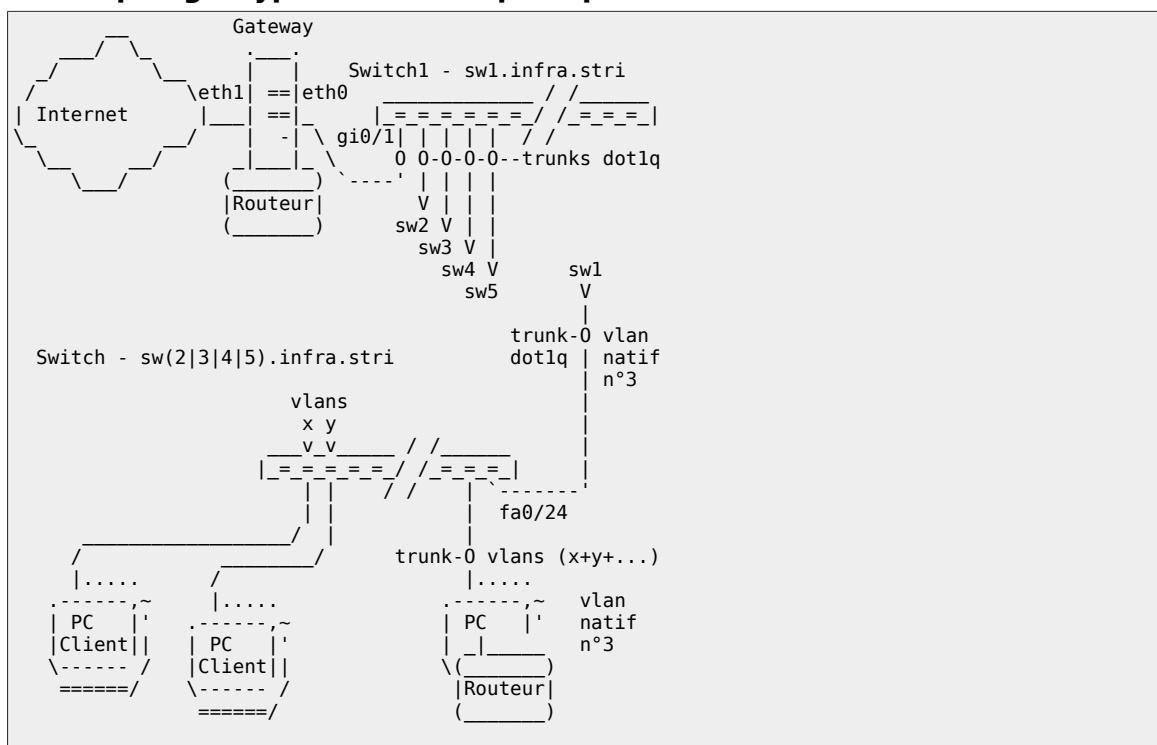 Gateway
Switch1 - sw1.infra.stri
eth1 eth0
Internet
gi0/1
trunks dot1q
Routeur
sw2
sw3
sw4 sw1
sw5
trunk vlan
Switch - sw(2|3|4|5).infra.stri dot1q natif
n°3
vlans
x y
fa0/24
trunk vlans (x+y+...)
vlan
PC PC natif
Client PC n°3
Client
Routeur